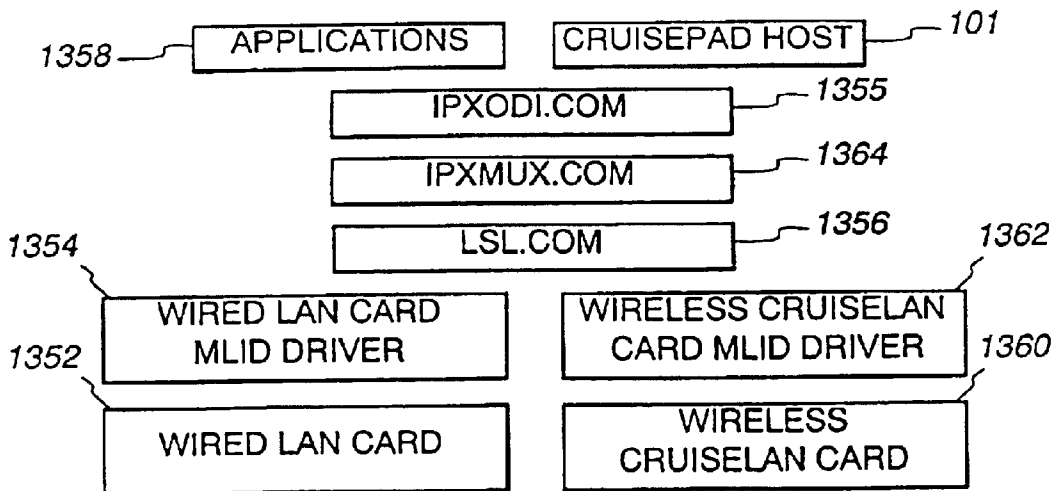 1358 APPLICATIONS CRUISEPAD HOST 101
IPXODI.COM 1355
IPXMUX.COM 1364
LSL.COM 1356
1354 1362
WIRED LAN CARD
MLID DRIVER
WIRELESS CRUISELAN
CARD MLID DRIVER
1352 1360
WIRED LAN CARD
WIRELESS
CRUISELAN CARD